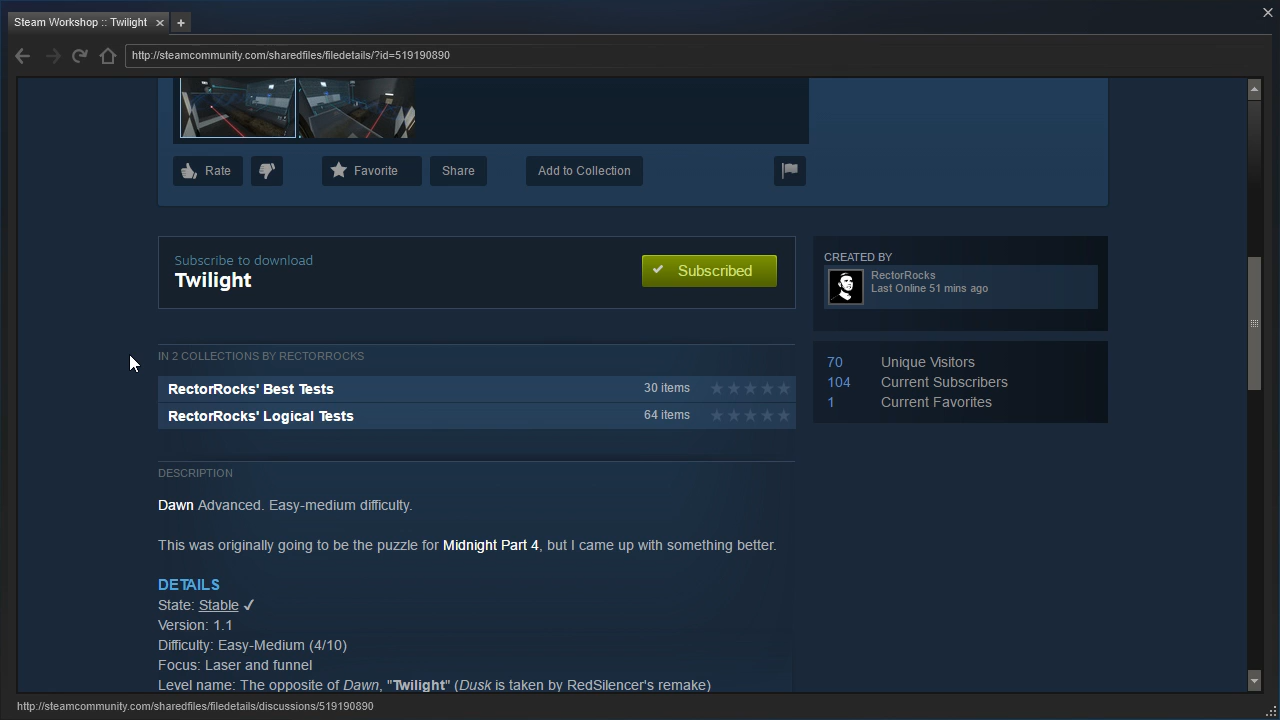 Steam Workshop :: Twilight
http://steamcommunity.com/sharedfiles/filedetails/?id=519190890
Rate
Favorite
Share
Add to Collection
Subscribe to download
Twilight
Subscribed
CREATED BY
RectorRocks
Last Online 51 mins ago
70 Unique Visitors
104 Current Subscribers
1 Current Favorites
IN 2 COLLECTIONS BY RECTORROCKS
RectorRocks' Best Tests 30 items
RectorRocks' Logical Tests 64 items
DESCRIPTION
Dawn Advanced. Easy-medium difficulty.
This was originally going to be the puzzle for Midnight Part 4, but I came up with something better.
DETAILS
State: Stable ✓
Version: 1.1
Difficulty: Easy-Medium (4/10)
Focus: Laser and funnel
Level name: The opposite of Dawn, "Twilight" (Dusk is taken by RedSilencer's remake)
http://steamcommunity.com/sharedfiles/filedetails/discussions/519190890